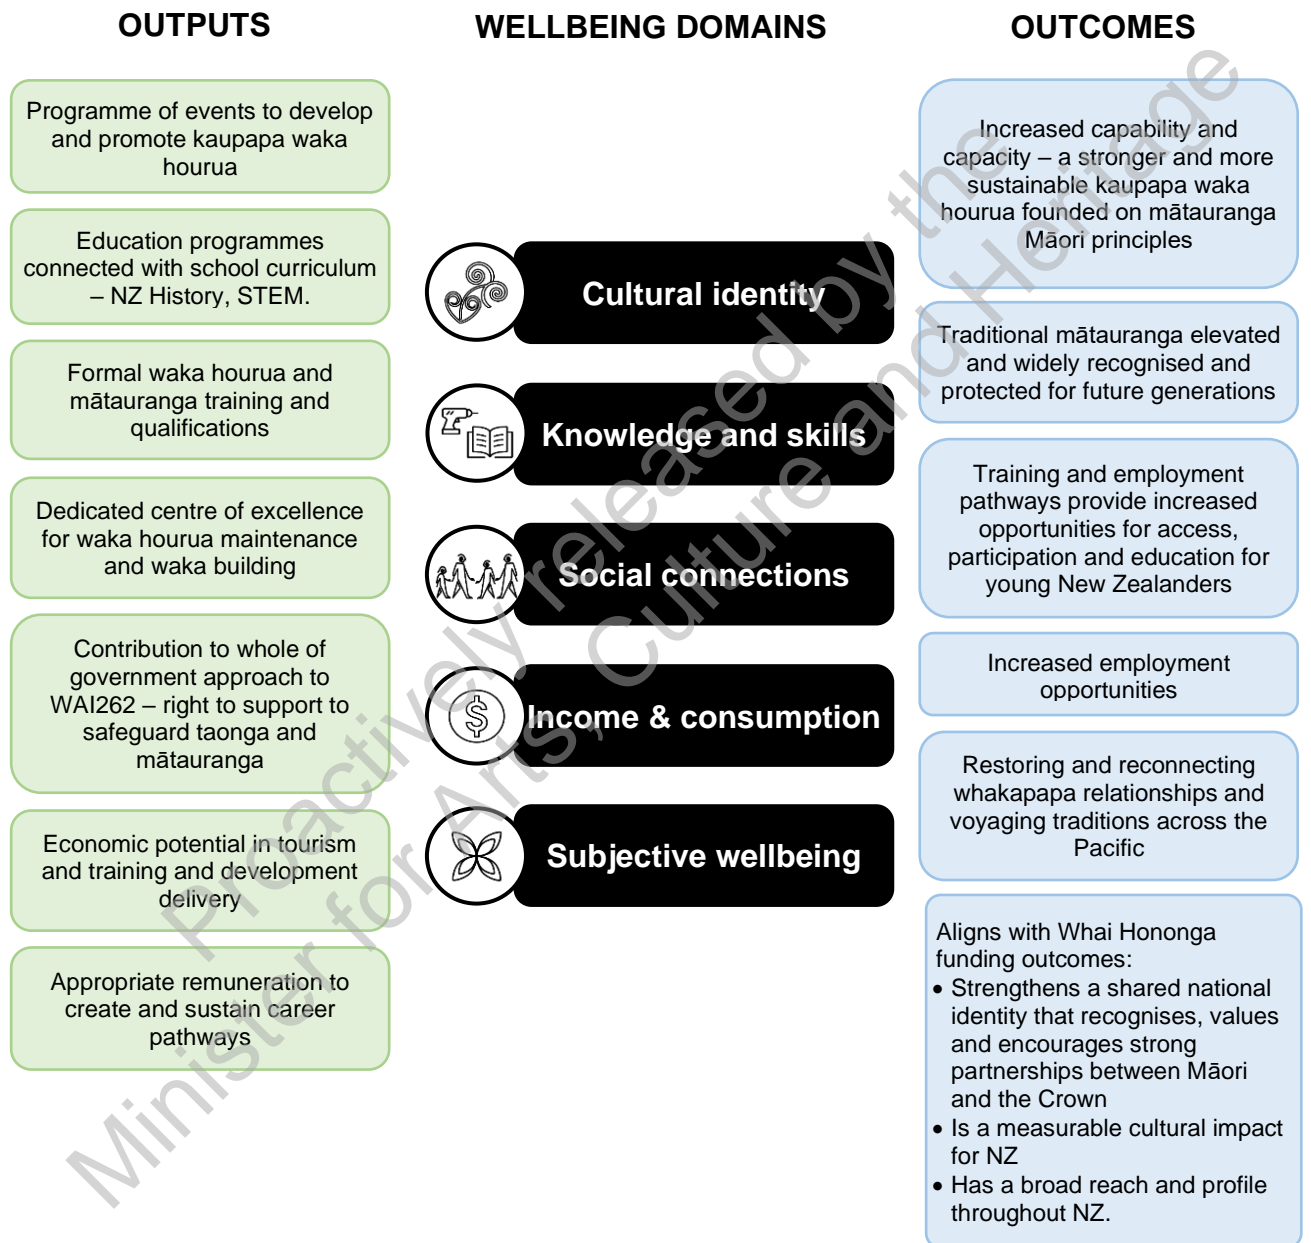 OUTPUTS
Programme of events to develop
and promote kaupapa waka
hourua
Education programmes
connected with school curriculum
– NZ History, STEM.
Formal waka hourua and
mātauranga training and
qualifications
Dedicated centre of excellence
for waka hourua maintenance
and waka building
Contribution to whole of
government approach to
WAI262 – right to support to
safeguard taonga and
mātauranga
Economic potential in tourism
and training and development
delivery
Appropriate remuneration to
create and sustain career
pathways
WELLBEING DOMAINS
Cultural identity
Knowledge and skills
Social connections
$
Income & consumption
Subjective wellbeing
OUTCOMES
Increased capability and
capacity – a stronger and more
sustainable kaupapa waka
hourua founded on mātauranga
Māori principles
Traditional mātauranga elevated
and widely recognised and
protected for future generations
Training and employment
pathways provide increased
opportunities for access,
participation and education for
young New Zealanders
Increased employment
opportunities
Restoring and reconnecting
whakapapa relationships and
voyaging traditions across the
Pacific
Aligns with Whai Hononga
funding outcomes:
• Strengthens a shared national
identity that recognises, values
and encourages strong
partnerships between Māori
and the Crown
• Is a measurable cultural impact
for NZ
• Has a broad reach and profile
throughout NZ.
Proactively released by the
Minister for Arts, Culture and Heritage